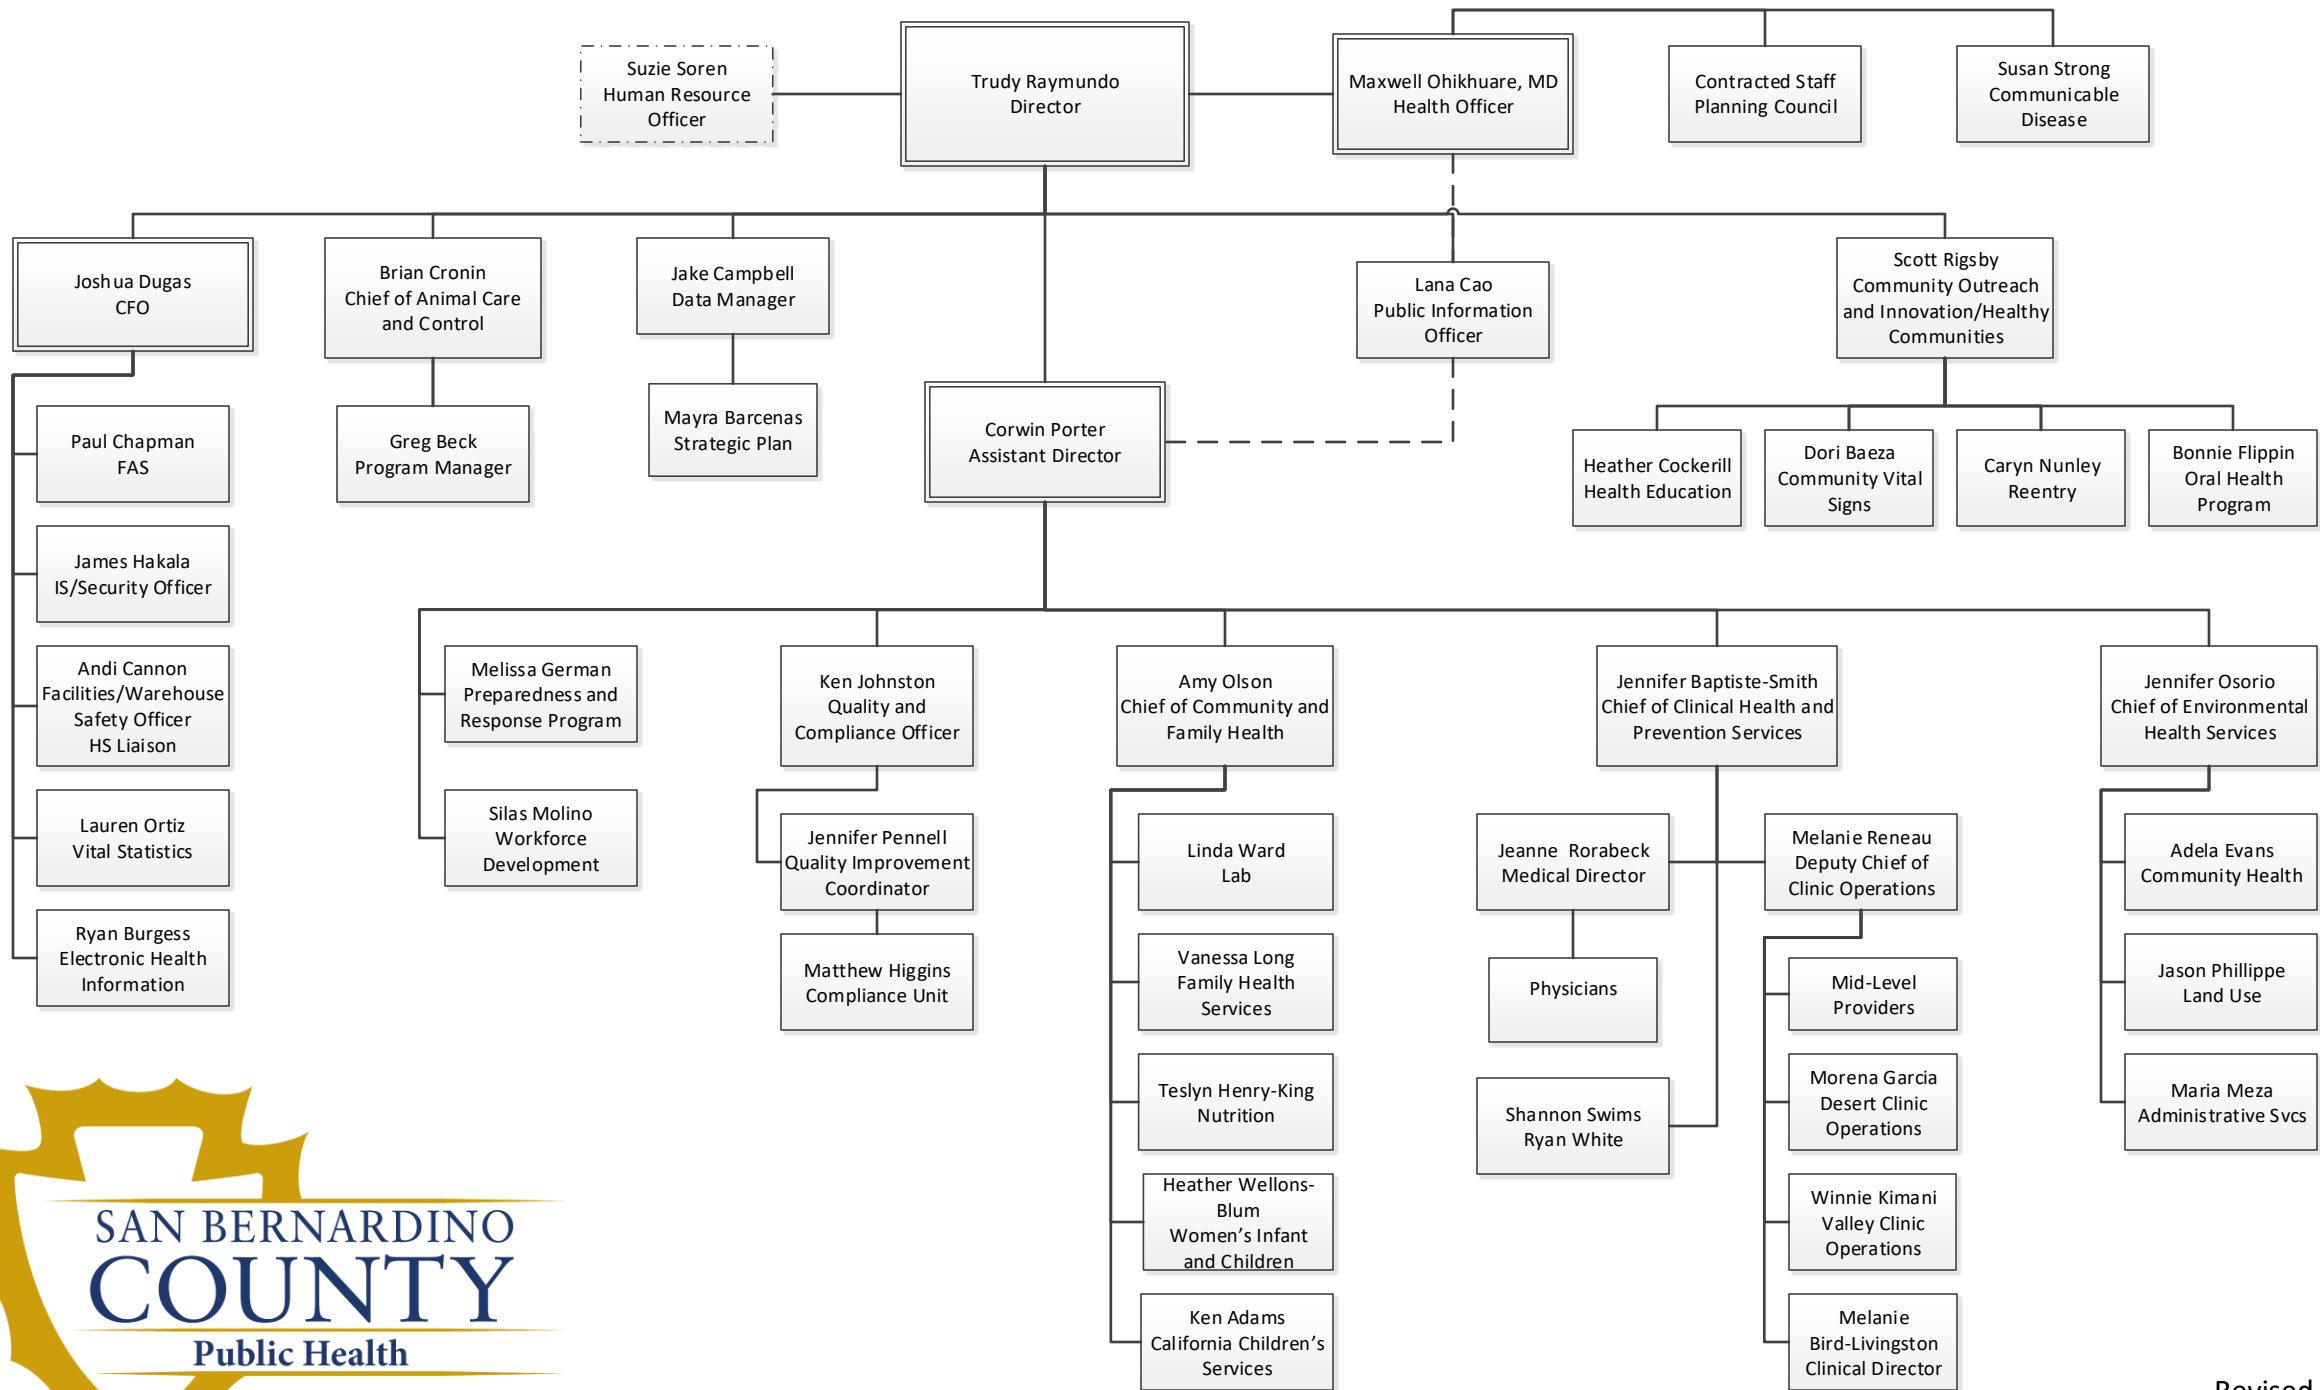 Suzie Soren
Human Resource
Officer
Trudy Raymundo
Director
Maxwell Ohikhuare, MD
Health Officer
Contracted Staff
Planning Council
Susan Strong
Communicable
Disease
Joshua Dugas
CFO
Brian Cronin
Chief of Animal Care
and Control
Jake Campbell
Data Manager
Lana Cao
Public Information
Officer
Scott Rigsby
Community Outreach
and Innovation/Healthy
Communities
Paul Chapman
FAS
Greg Beck
Program Manager
Mayra Barcenas
Strategic Plan
Corwin Porter
Assistant Director
Heather Cockerill
Health Education
Dori Baeza
Community Vital
Signs
Caryn Nunley
Reentry
Bonnie Flippin
Oral Health
Program
James Hakala
IS/Security Officer
Andi Cannon
Facilities/Warehouse
Safety Officer
HS Liaison
Lauren Ortiz
Vital Statistics
Ryan Burgess
Electronic Health
Information
Melissa German
Preparedness and
Response Program
Silas Molino
Workforce
Development
Ken Johnston
Quality and
Compliance Officer
Jennifer Pennell
Quality Improvement
Coordinator
Matthew Higgins
Compliance Unit
Amy Olson
Chief of Community and
Family Health
Linda Ward
Lab
Vanessa Long
Family Health
Services
Teslyn Henry-King
Nutrition
Heather Wellons-
Blum
Women’s Infant
and Children
Ken Adams
California Children’s
Services
Jennifer Baptiste-Smith
Chief of Clinical Health and
Prevention Services
Jeanne Rorabeck
Medical Director
Physicians
Shannon Swims
Ryan White
Melanie Reneau
Deputy Chief of
Clinic Operations
Mid-Level
Providers
Morena Garcia
Desert Clinic
Operations
Winnie Kimani
Valley Clinic
Operations
Melanie
Bird-Livingston
Clinical Director
Jennifer Osorio
Chief of Environmental
Health Services
Adela Evans
Community Health
Jason Phillippe
Land Use
Maria Meza
Administrative Svcs
SAN BERNARDINO
COUNTY
Public Health
Revised